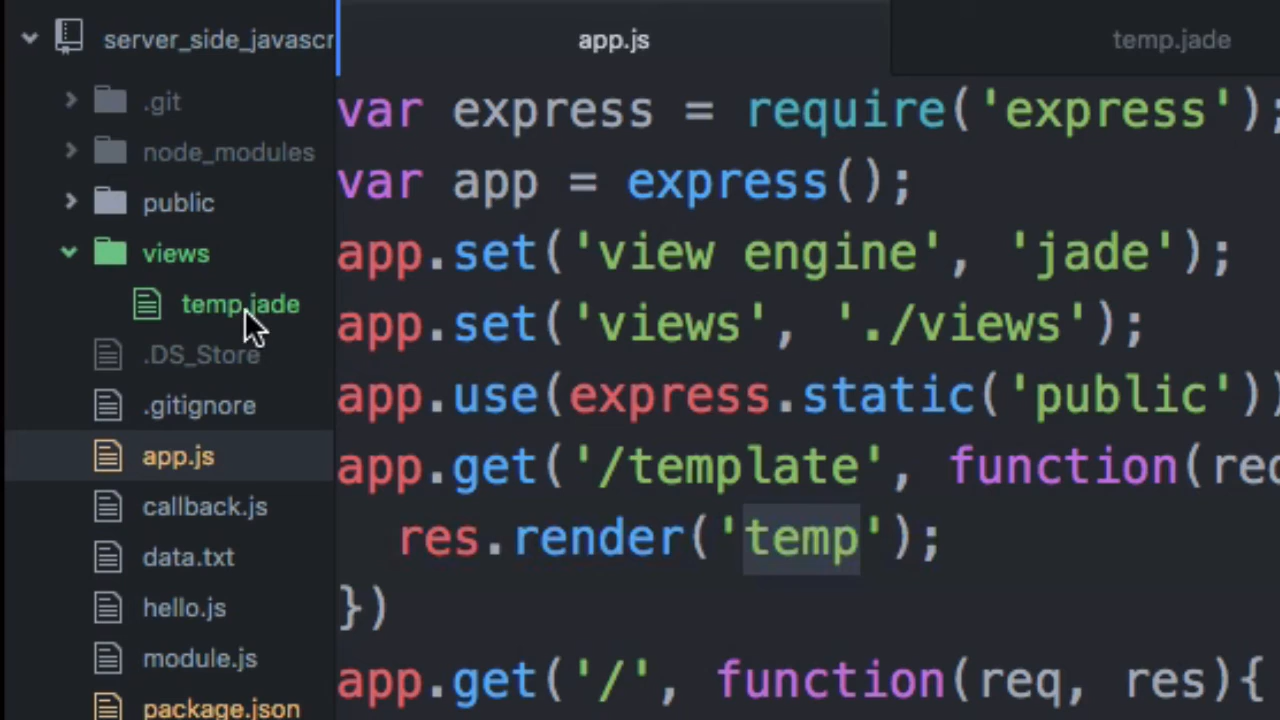 server_side_javascr
.git
node_modules
public
views
temp.jade
.DS_Store
.gitignore
app.js
callback.js
data.txt
hello.js
module.js
package.json
app.js
temp.jade
var express = require('express');
var app = express();
app.set('view engine', 'jade');
app.set('views', './views');
app.use(express.static('public'))
app.get('/template', function(req
  res.render('temp');
})
app.get('/', function(req, res){